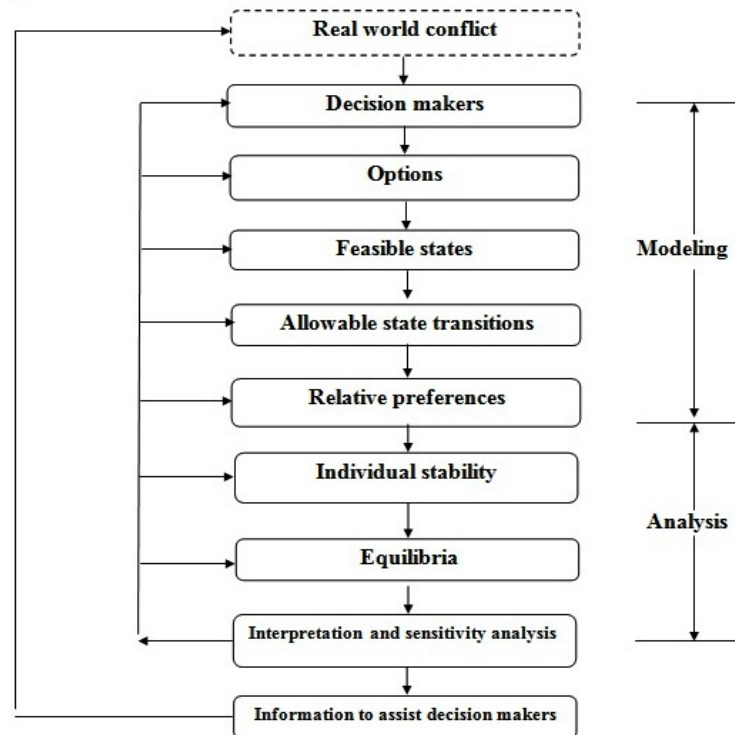 Real world conflict
Decision makers
Options
Feasible states
Modeling
Allowable state transitions
Relative preferences
Individual stability
Analysis
Equilibria
Interpretation and sensitivity analysis
Information to assist decision makers